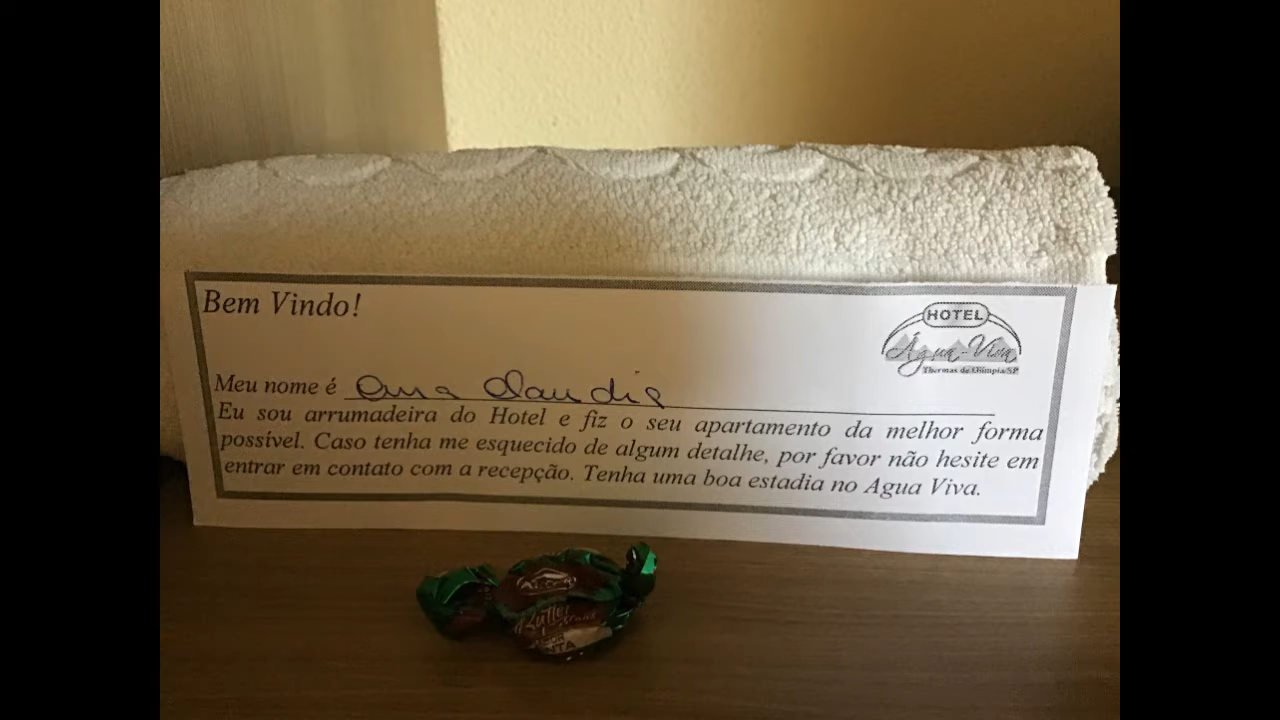 Bem Vindo!
HOTEL
Água-Viva
Thermas de Olímpia/SP
Meu nome é Ana Claudia
Eu sou arrumadeira do Hotel e fiz o seu apartamento da melhor forma
possível. Caso tenha me esquecido de algum detalhe, por favor não hesite em
entrar em contato com a recepção. Tenha uma boa estadia no Agua Viva.
ARCOR
Butter